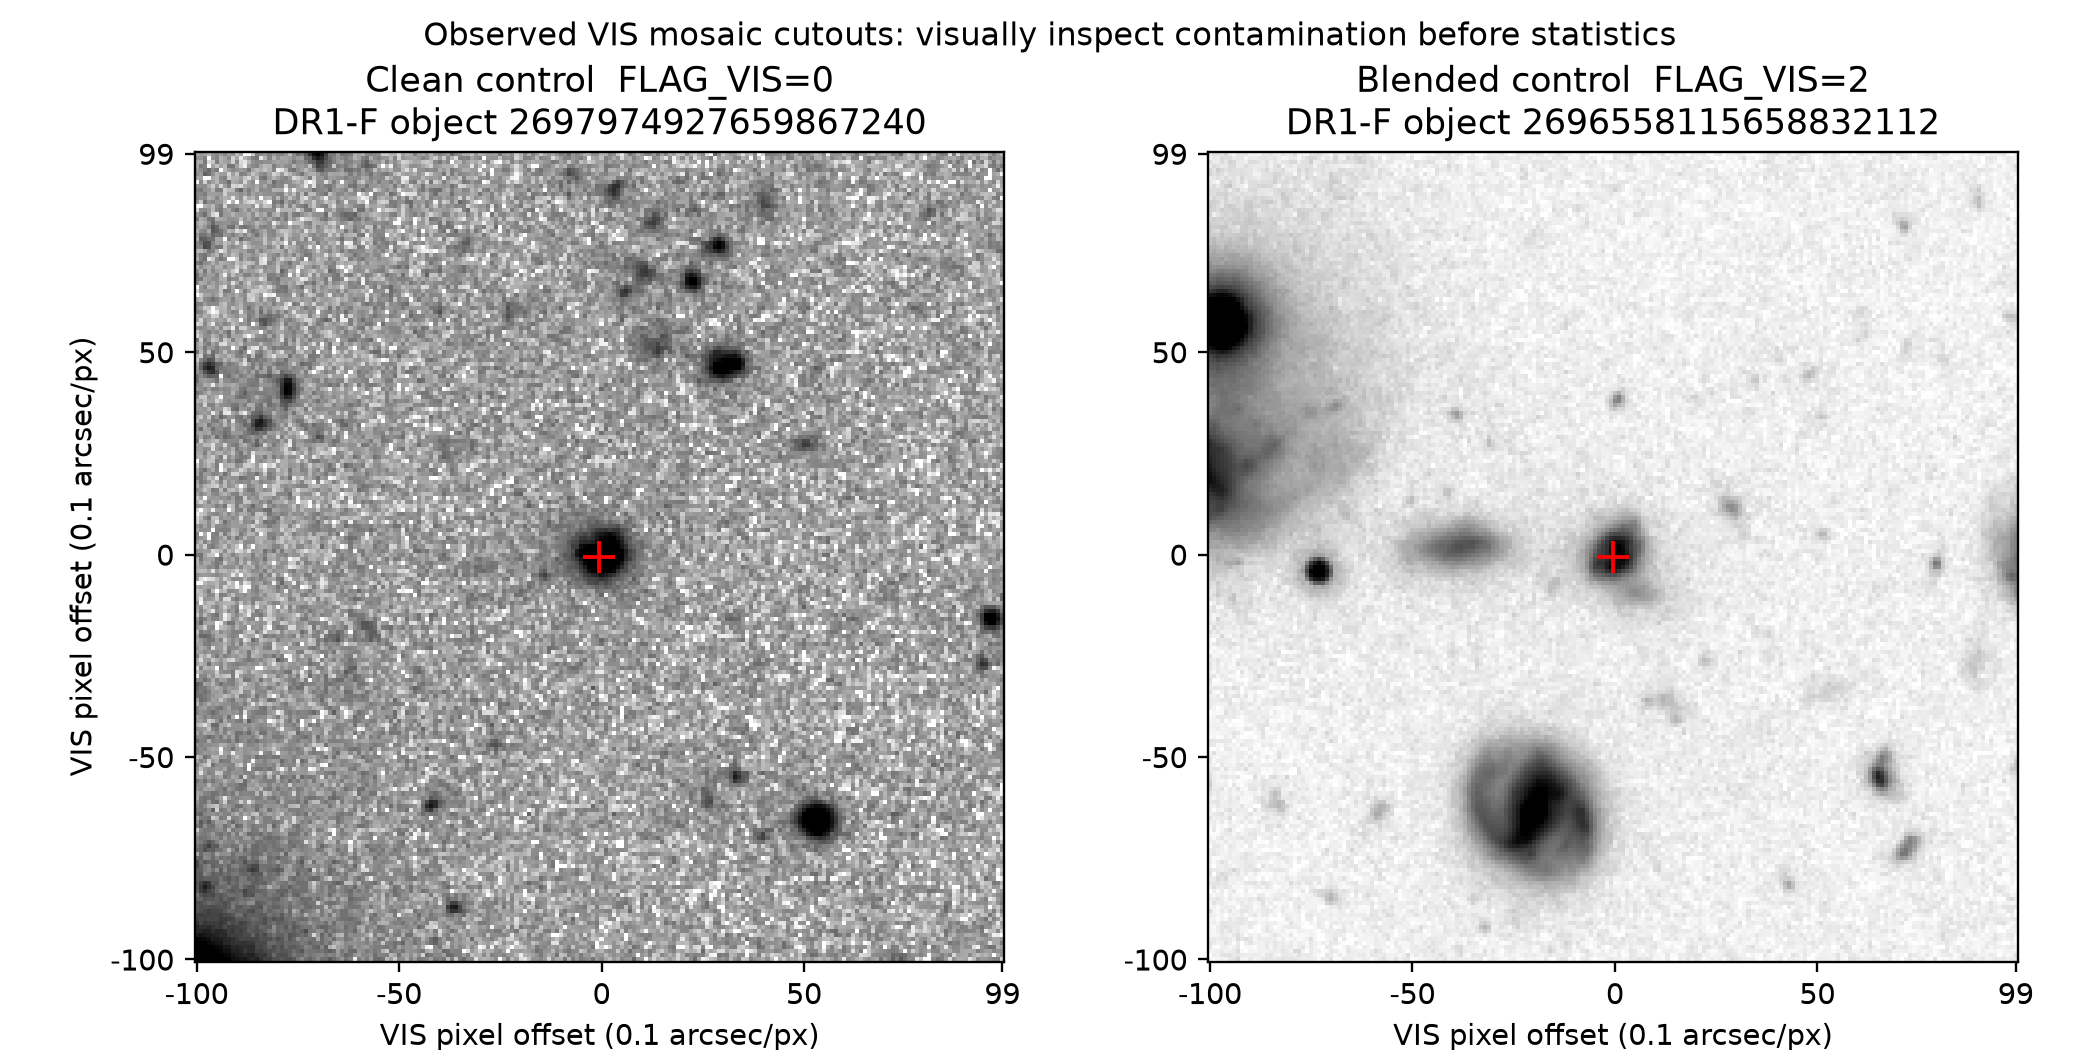 Observed VIS mosaic cutouts: visually inspect contamination before statistics
Clean control  FLAG_VIS=0
DR1-F object 2697974927659867240
99
50
0
-50
-100
-100
-50
0
50
99
VIS pixel offset (0.1 arcsec/px)
VIS pixel offset (0.1 arcsec/px)
Blended control  FLAG_VIS=2
DR1-F object 2696558115658832112
99
50
0
-50
-100
-100
-50
0
50
99
VIS pixel offset (0.1 arcsec/px)